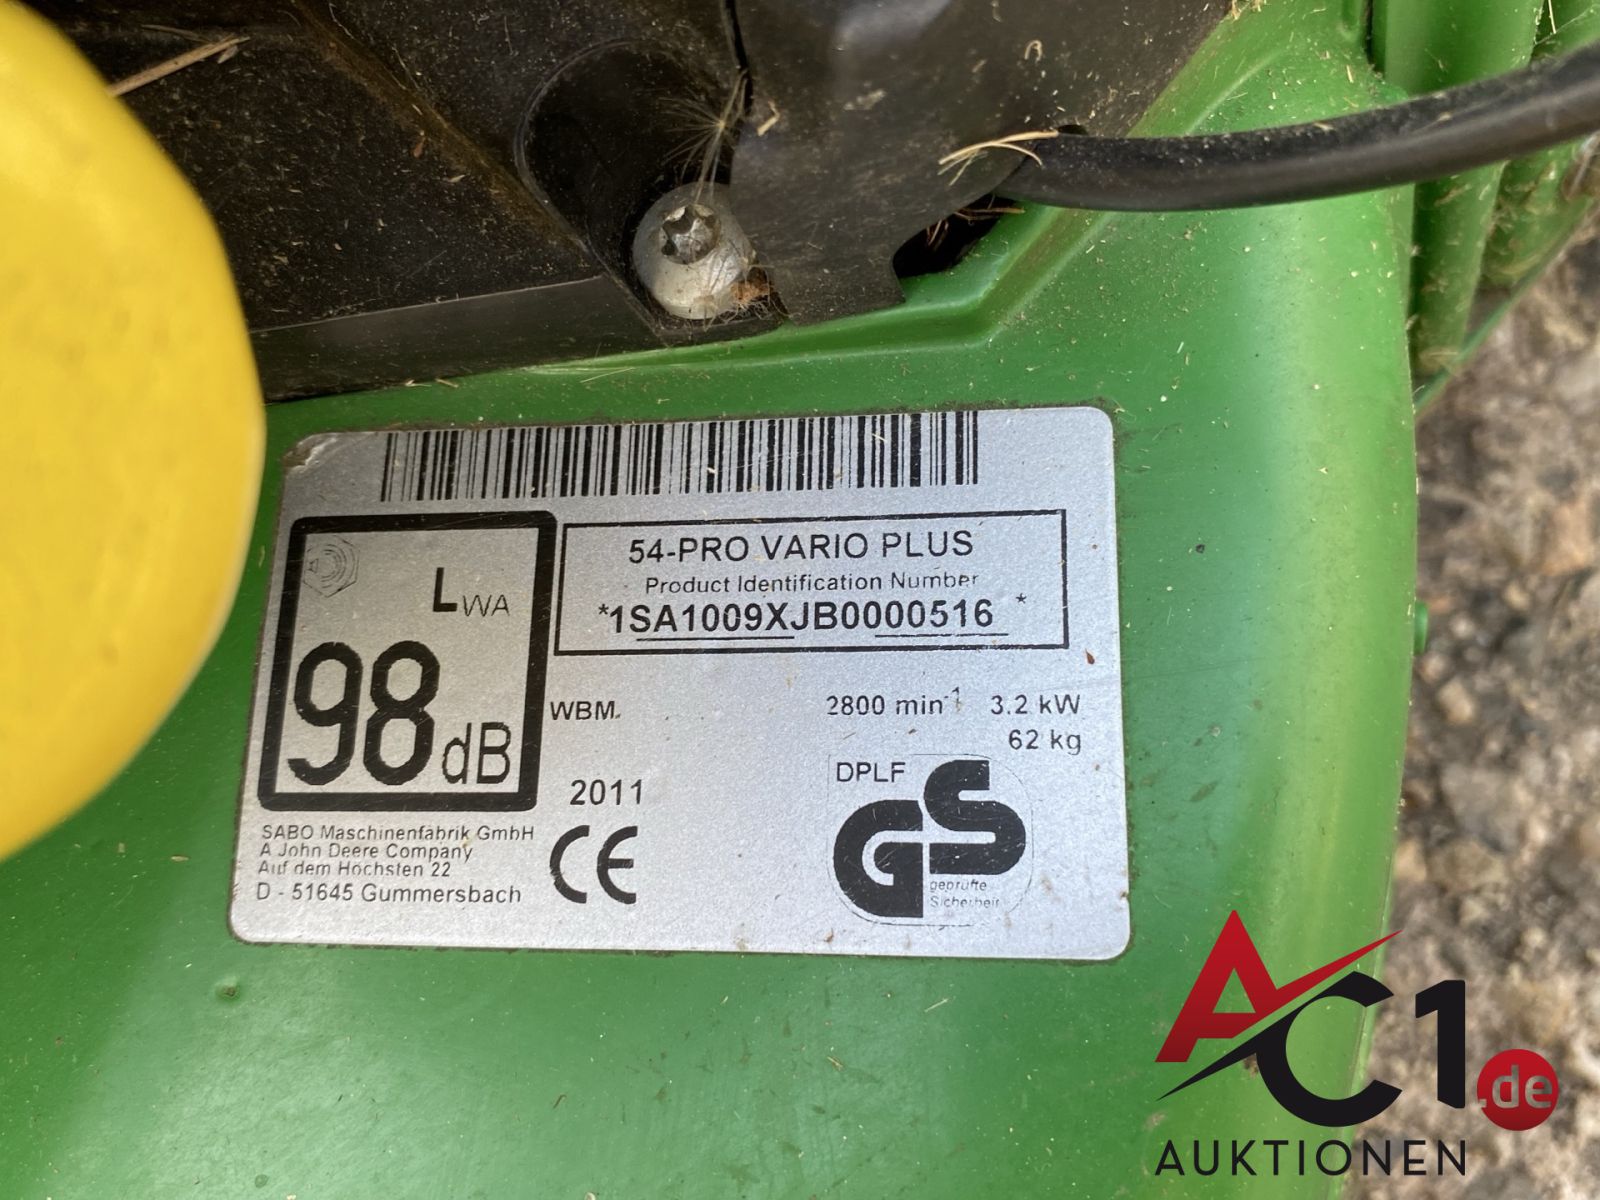 54-PRO VARIO PLUS
Product Identification Number
*1SA1009XJB0000516*
LWA
98 dB
WBM.
2800 min-1 3.2 kW
62 kg
2011
DPLF
GS
geprüfte
Sicherheit
CE
SABO Maschinenfabrik GmbH
A John Deere Company
Auf dem Höchsten 22
D - 51645 Gummersbach
AC1.de
AUKTIONEN